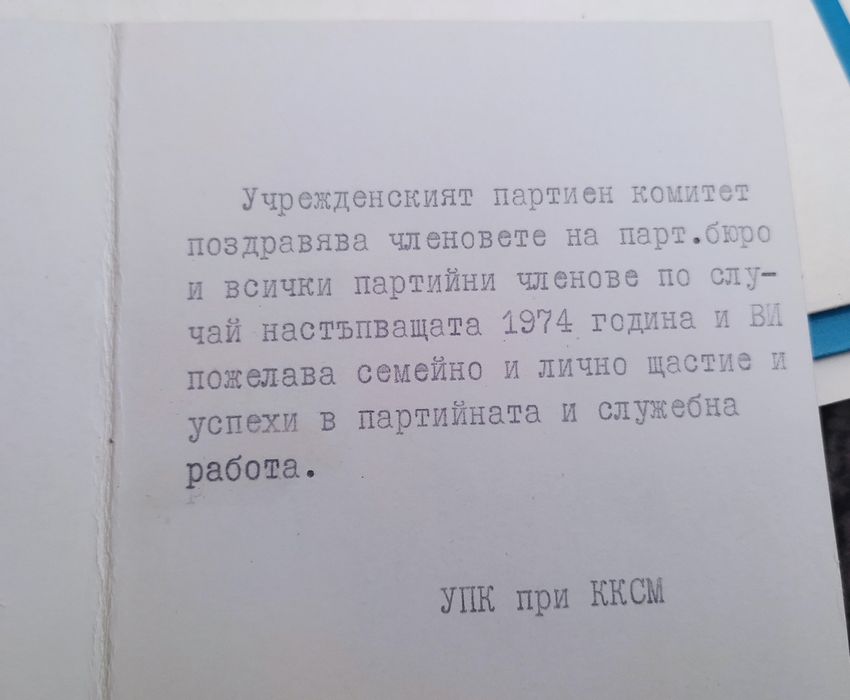 Учрежденският партиен комитет
поздравява членовете на парт.бюро
и всички партийни членове по слу-
чай настъпващата 1974 година и ВИ
пожелава семейно и лично щастие и
успехи в партийната и служебна
работа.
УПК при ККСМ